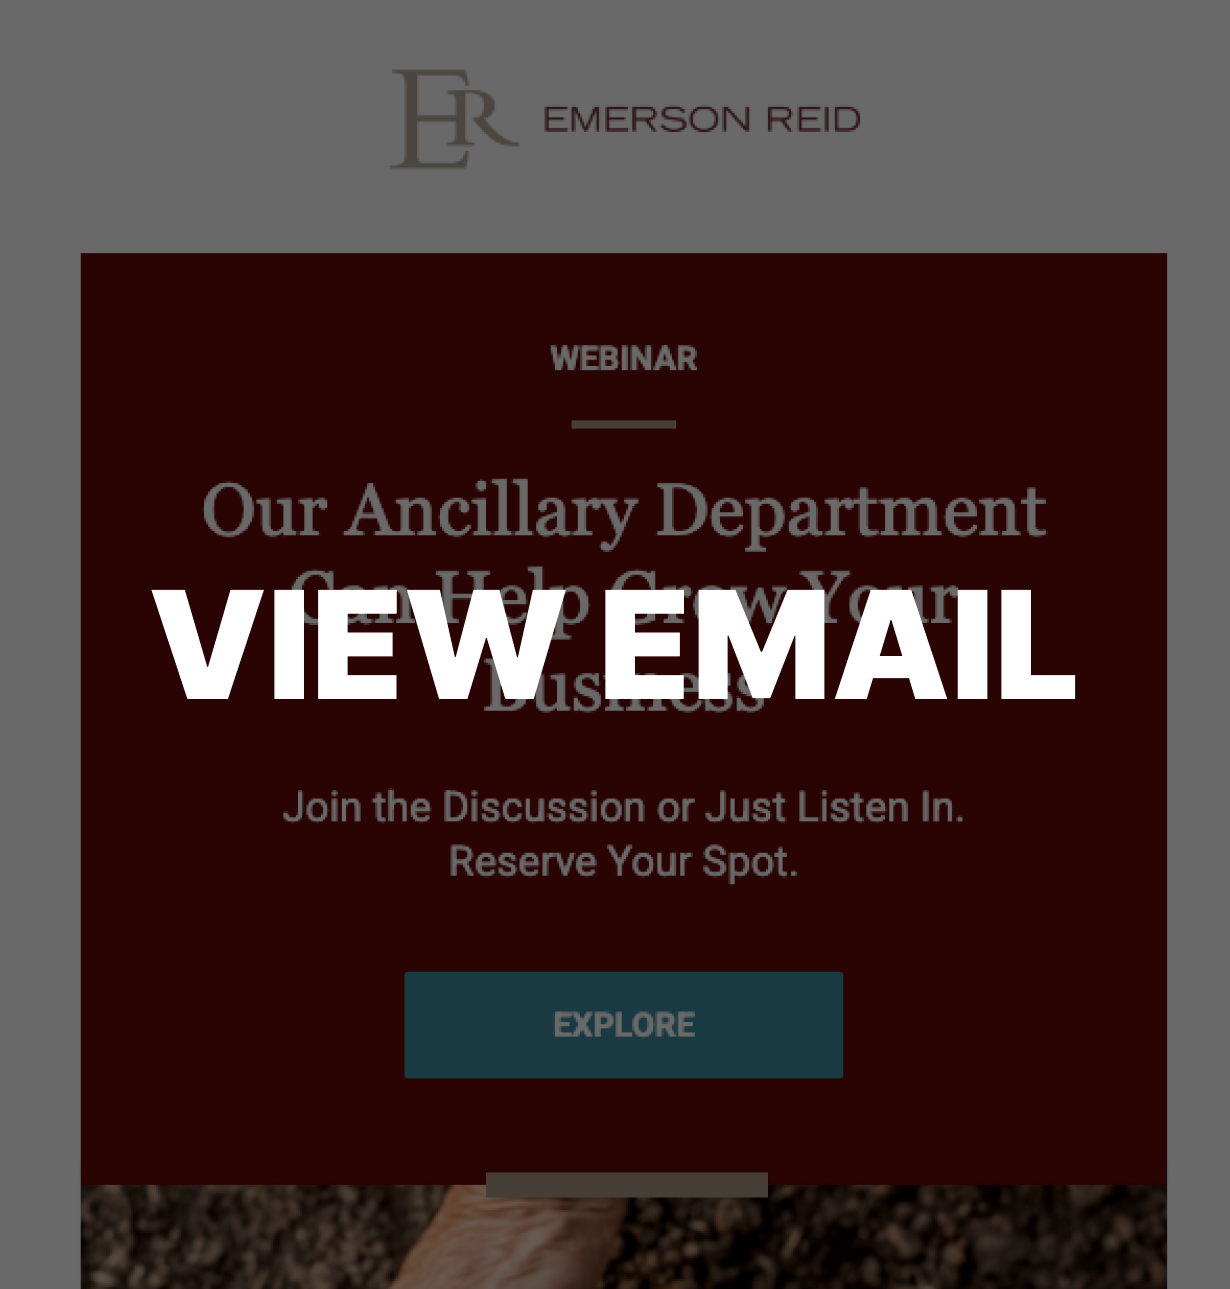 ER EMERSON REID
WEBINAR
Our Ancillary Department
Can Help Grow Your
VIEW EMAIL
Business
Join the Discussion or Just Listen In.
Reserve Your Spot.
EXPLORE